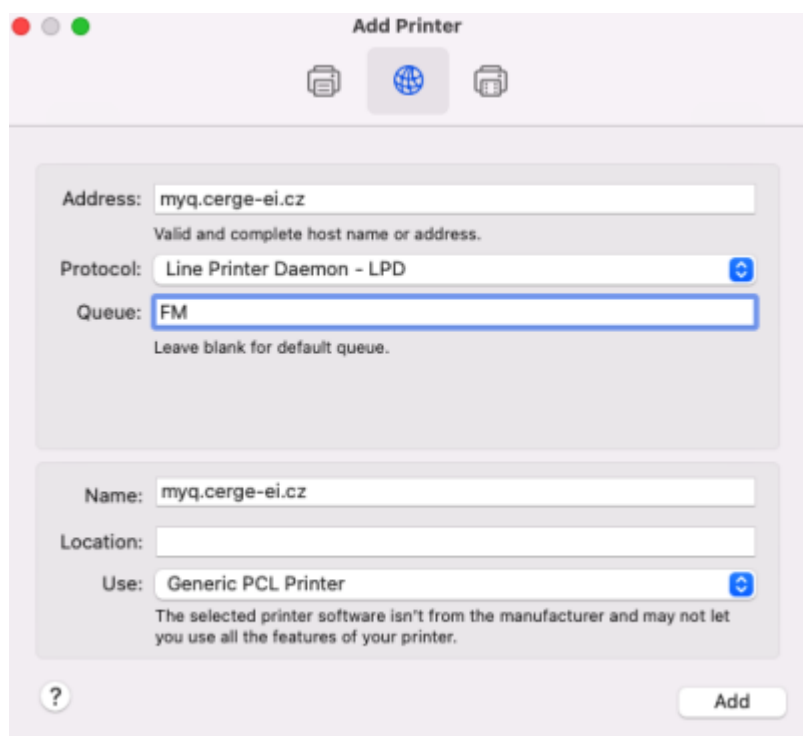 Add Printer
Address: myq.cerge-ei.cz
Valid and complete host name or address.
Protocol: Line Printer Daemon - LPD
Queue: FM
Leave blank for default queue.
Name: myq.cerge-ei.cz
Location:
Use: Generic PCL Printer
The selected printer software isn't from the manufacturer and may not let
you use all the features of your printer.
? Add